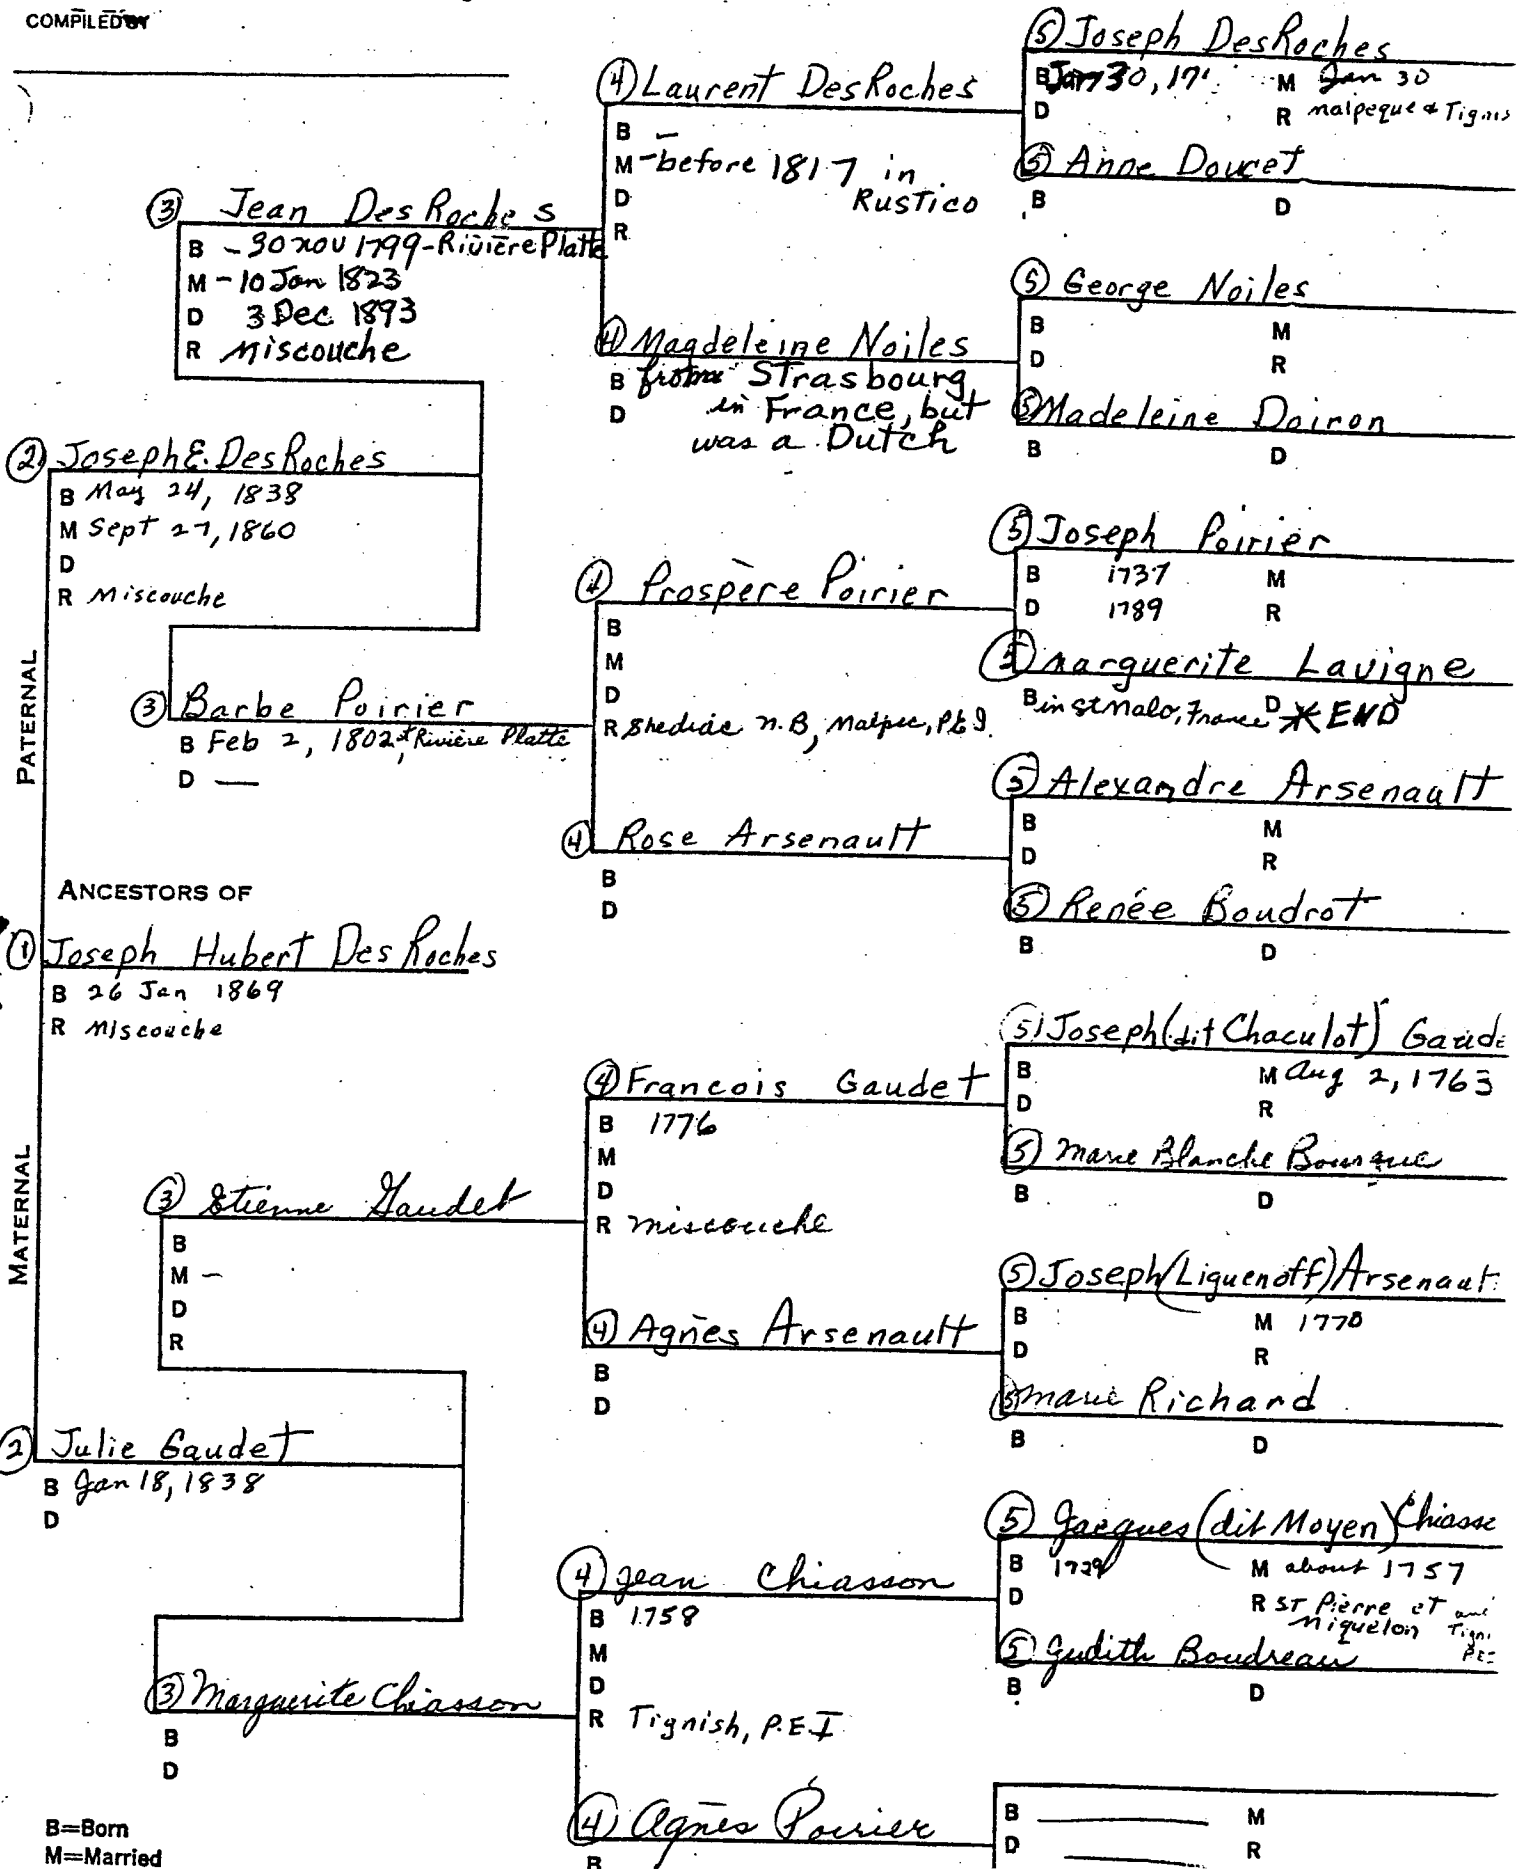 COMPILED BY
③ Jean DesRoches
B - 30 nov 1799 - Rivière Platte
M - 10 Jan 1823
D 3 Dec 1893
R Miscouche
② Joseph E. DesRoches
B May 24, 1838
M Sept 27, 1860
D
R Miscouche
③ Barbe Poirier
B Feb 2, 1802, Rivière Platte
D —
PATERNAL
ANCESTORS OF
① Joseph Hubert Des Roches
B 26 Jan 1869
R Miscouche
MATERNAL
③ Etienne Gaudet
B
M -
D
R
② Julie Gaudet
B Jan 18, 1838
D
③ Marguerite Chiasson
B
D
B=Born
M=Married
④ Laurent DesRoches
B -
M - before 1817 in
Rustico
D
R
④ Magdeleine Noiles
B from Strasbourg
in France, but
D was a Dutch
④ Prospère Poirier
B
M
D
R Shediac N.B, Malpec, P.E.I.
④ Rose Arsenault
B
D
④ Francois Gaudet
B 1776
M
D
R Miscouche
④ Agnès Arsenault
B
D
④ Jean Chiasson
B 1758
M
D
R Tignish, P.E.I
④ Agnès Poirier
B
⑤ Joseph DesRoches
B Jan 30, 17 M Jan 30
D R Malpeque & Tignis
⑤ Anne Doucet
B D
⑤ George Noiles
B M
D R
⑤ Madeleine Doiron
B D
⑤ Joseph Poirier
B 1737 M
D 1789 R
⑤ Marguerite Lavigne
B in St Malo, France D * END
⑤ Alexandre Arsenault
B M
D R
⑤ Renée Boudrot
B D
⑤ Joseph (dit Chaculot) Gaude
B M Aug 2, 1763
D R
⑤ Marie Blanche Bourque
B D
⑤ Joseph (Liguenoff) Arsenaut
B M 1770
D R
⑤ Marie Richard
B D
⑤ Jacques (dit Moyen) Chiasse
B 1729 M about 1757
D R ST Pierre et
Miquelon
⑤ Judith Boudreau
B D
B M
D R